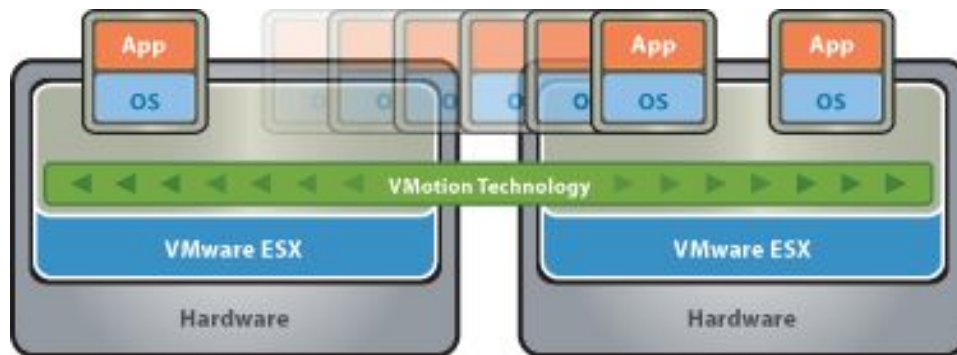 App
App
App
OS
O
O
O
O
O
OS
OS
VMotion Technology
VMware ESX
VMware ESX
Hardware
Hardware